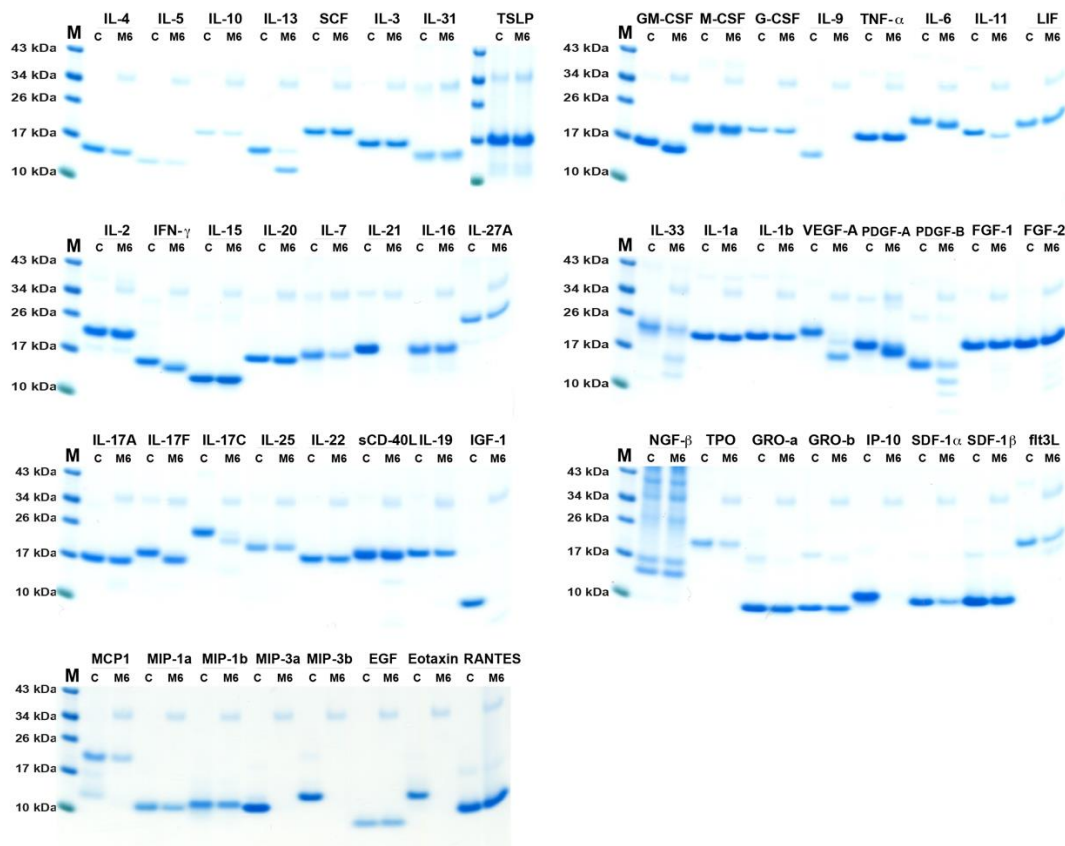 IL-4 IL-5 IL-10 IL-13 SCF IL-3 IL-31 TSLP
M C M6 C M6 C M6 C M6 C M6 C M6 C M6 C M6
43 kDa
34 kDa
26 kDa
17 kDa
10 kDa
GM-CSF M-CSF G-CSF IL-9 TNF-α IL-6 IL-11 LIF
M C M6 C M6 C M6 C M6 C M6 C M6 C M6 C M6
43 kDa
34 kDa
26 kDa
17 kDa
10 kDa
IL-2 IFN-γ IL-15 IL-20 IL-7 IL-21 IL-16 IL-27A
M C M6 C M6 C M6 C M6 C M6 C M6 C M6 C M6
43 kDa
34 kDa
26 kDa
17 kDa
10 kDa
IL-33 IL-1a IL-1b VEGF-A PDGF-A PDGF-B FGF-1 FGF-2
M C M6 C M6 C M6 C M6 C M6 C M6 C M6 C M6
43 kDa
34 kDa
26 kDa
17 kDa
10 kDa
IL-17A IL-17F IL-17C IL-25 IL-22 sCD-40L IL-19 IGF-1
M C M6 C M6 C M6 C M6 C M6 C M6 C M6 C M6
43 kDa
34 kDa
26 kDa
17 kDa
10 kDa
NGF-β TPO GRO-a GRO-b IP-10 SDF-1α SDF-1β flt3L
M C M6 C M6 C M6 C M6 C M6 C M6 C M6 C M6
43 kDa
34 kDa
26 kDa
17 kDa
10 kDa
MCP1 MIP-1a MIP-1b MIP-3a MIP-3b EGF Eotaxin RANTES
M C M6 C M6 C M6 C M6 C M6 C M6 C M6 C M6
43 kDa
34 kDa
26 kDa
17 kDa
10 kDa